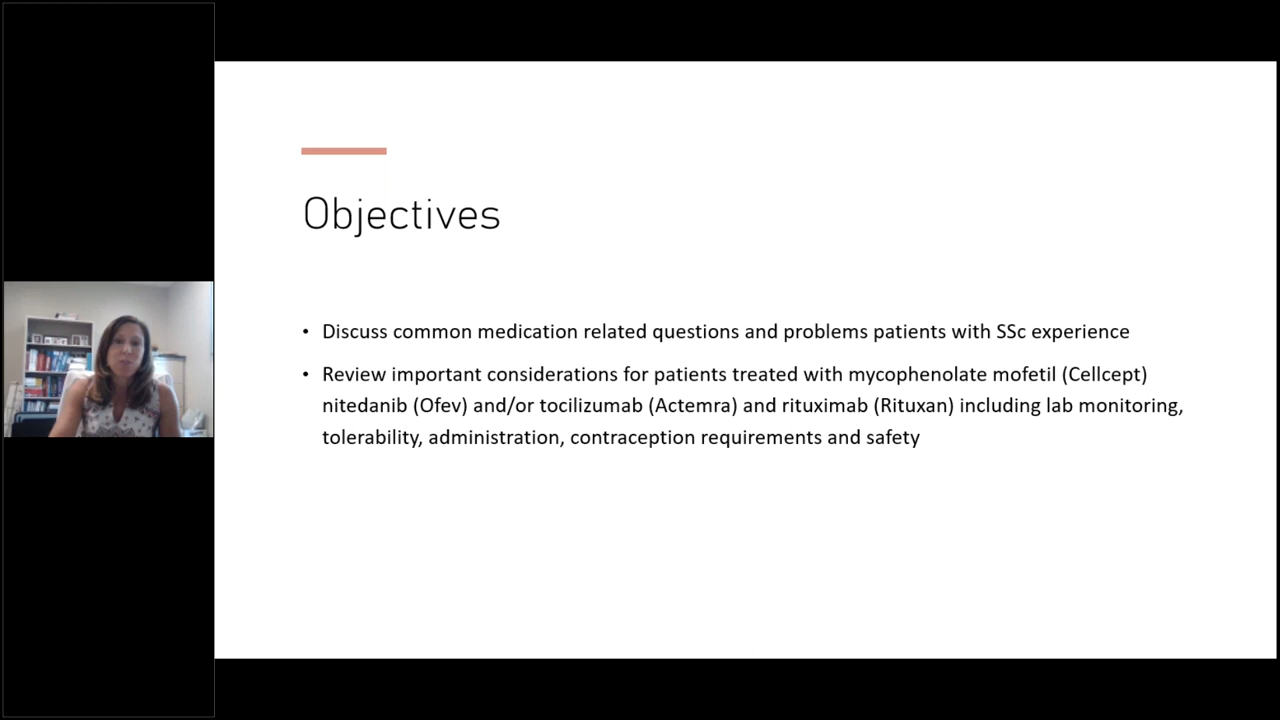 Objectives
• Discuss common medication related questions and problems patients with SSc experience
• Review important considerations for patients treated with mycophenolate mofetil (Cellcept)
nitedanib (Ofev) and/or tocilizumab (Actemra) and rituximab (Rituxan) including lab monitoring,
tolerability, administration, contraception requirements and safety